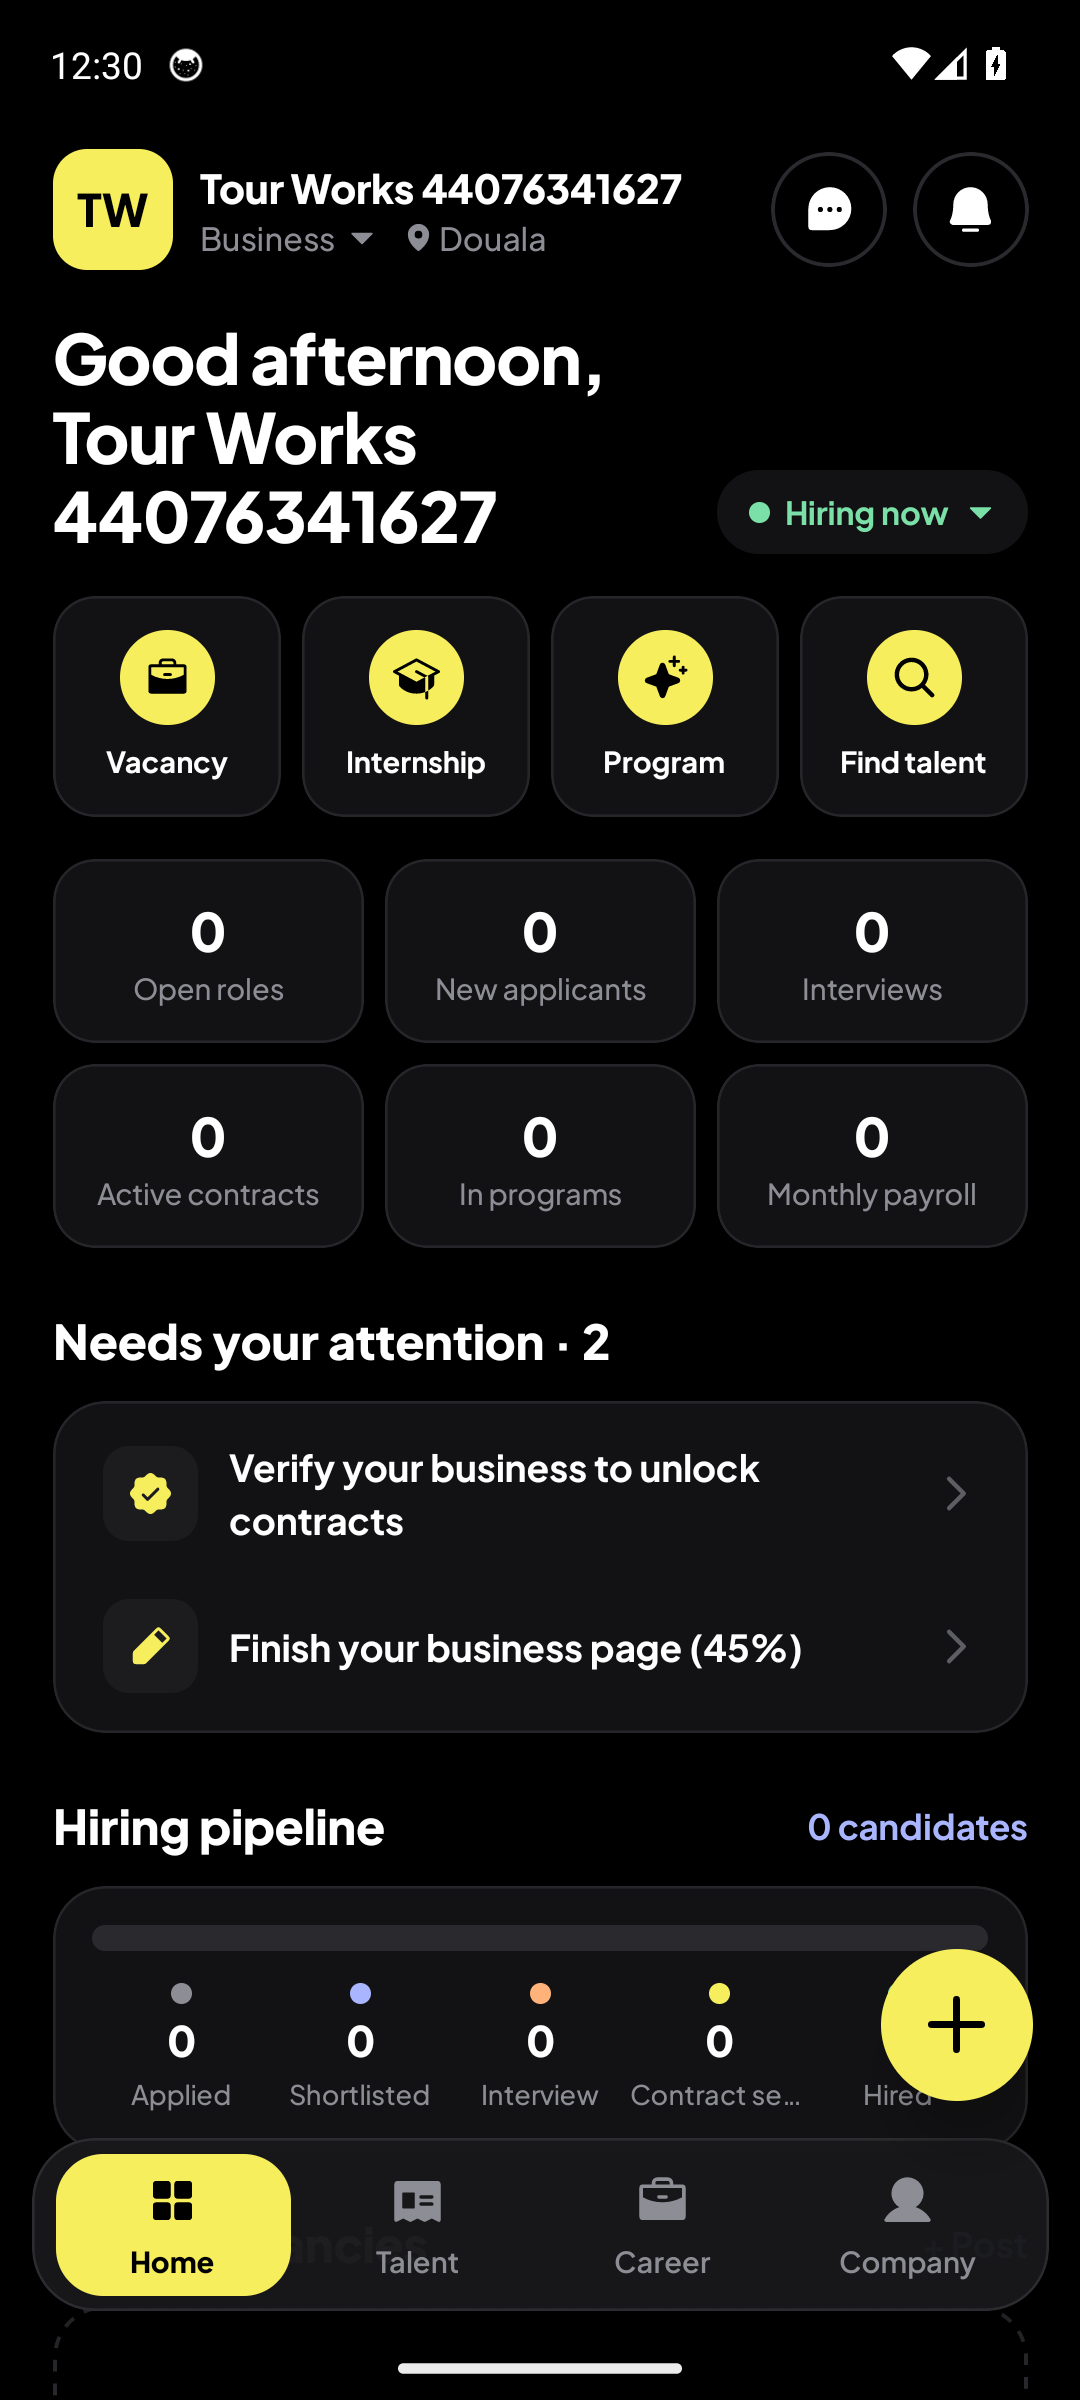 12:30
TW
Tour Works 44076341627
Business
Douala
Good afternoon,
Tour Works
44076341627
Hiring now
Vacancy
Internship
Program
Find talent
0
Open roles
0
New applicants
0
Interviews
0
Active contracts
0
In programs
0
Monthly payroll
Needs your attention · 2
Verify your business to unlock
contracts
Finish your business page (45%)
Hiring pipeline
0 candidates
0
Applied
0
Shortlisted
0
Interview
0
Contract se...
Hired
+ Post
Home
Talent
Career
Company